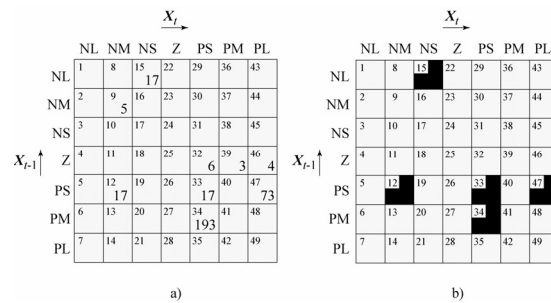 Xt Xt
NL NM NS Z PS PM PL NL NM NS Z PS PM PL
NL 1 8 15 17 22 29 36 43 NL 1 8 15 22 29 36 43
NM 2 9 5 16 23 30 37 44 NM 2 9 16 23 30 37 44
NS 3 10 17 24 31 38 45 NS 3 10 17 24 31 38 45
Xt-1 Z 4 11 18 25 32 6 39 3 46 4 Xt-1 Z 4 11 18 25 32 39 46
PS 5 12 17 19 26 33 17 40 47 73 PS 5 12 19 26 33 40 47
PM 6 13 20 27 34 193 41 48 PM 6 13 20 27 34 41 48
PL 7 14 21 28 35 42 49 PL 7 14 21 28 35 42 49
a) b)